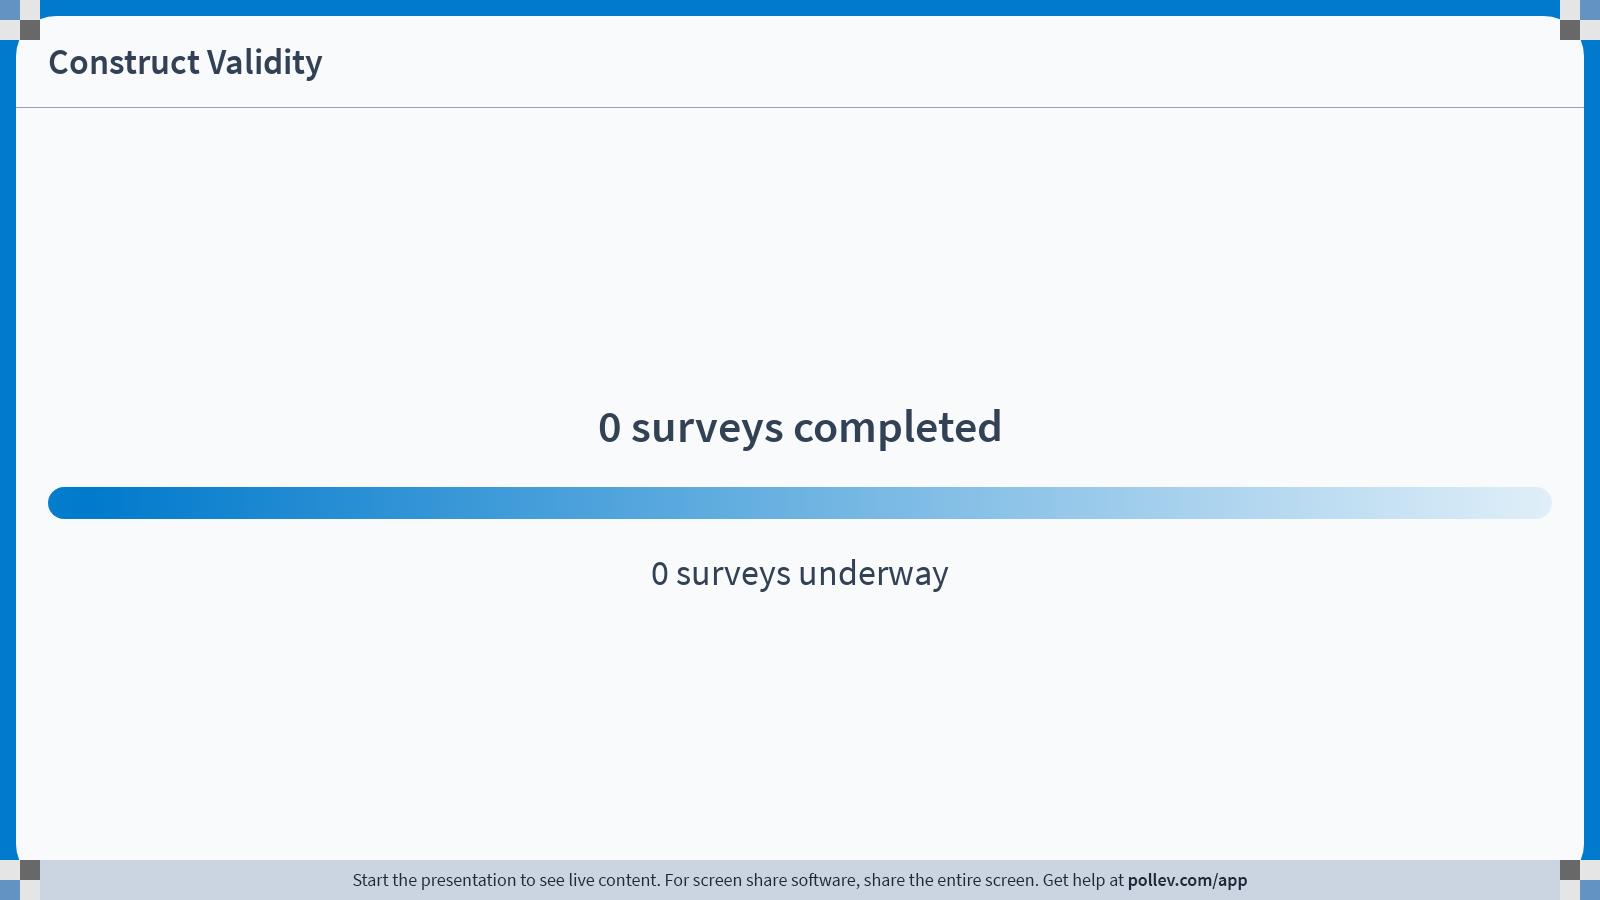 Construct Validity
0 surveys completed
0 surveys underway
Start the presentation to see live content. For screen share software, share the entire screen. Get help at pollev.com/app